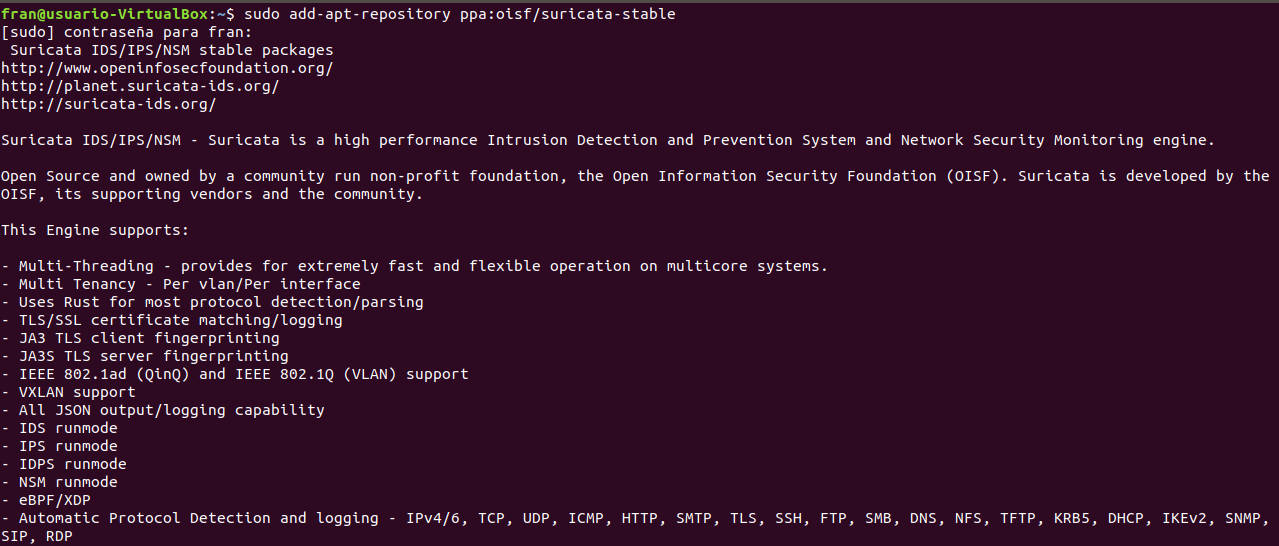 fran@usuario-VirtualBox:~$ sudo add-apt-repository ppa:oisf/suricata-stable
[sudo] contraseña para fran:
 Suricata IDS/IPS/NSM stable packages
http://www.openinfosecfoundation.org/
http://planet.suricata-ids.org/
http://suricata-ids.org/

Suricata IDS/IPS/NSM - Suricata is a high performance Intrusion Detection and Prevention System and Network Security Monitoring engine.

Open Source and owned by a community run non-profit foundation, the Open Information Security Foundation (OISF). Suricata is developed by the
OISF, its supporting vendors and the community.

This Engine supports:

- Multi-Threading - provides for extremely fast and flexible operation on multicore systems.
- Multi Tenancy - Per vlan/Per interface
- Uses Rust for most protocol detection/parsing
- TLS/SSL certificate matching/logging
- JA3 TLS client fingerprinting
- JA3S TLS server fingerprinting
- IEEE 802.1ad (QinQ) and IEEE 802.1Q (VLAN) support
- VXLAN support
- All JSON output/logging capability
- IDS runmode
- IPS runmode
- IDPS runmode
- NSM runmode
- eBPF/XDP
- Automatic Protocol Detection and logging - IPv4/6, TCP, UDP, ICMP, HTTP, SMTP, TLS, SSH, FTP, SMB, DNS, NFS, TFTP, KRB5, DHCP, IKEv2, SNMP,
SIP, RDP